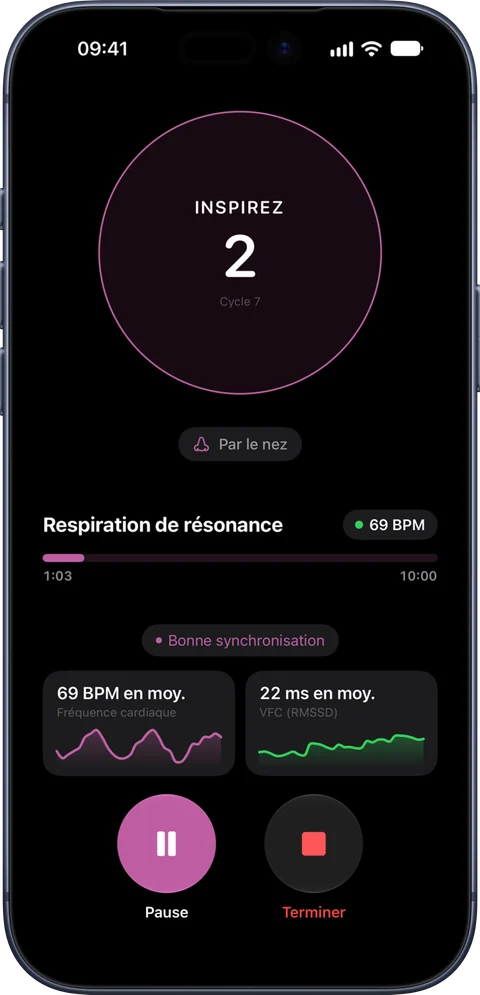 09:41
INSPIREZ
2
Cycle 7
Par le nez
Respiration de résonance
69 BPM
1:03
10:00
Bonne synchronisation
69 BPM en moy.
Fréquence cardiaque
22 ms en moy.
VFC (RMSSD)
Pause
Terminer